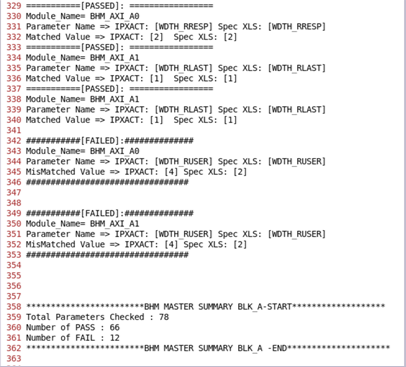 329 ===========[PASSED]: =================
330 Module_Name= BHM_AXI_A0
331 Parameter Name => IPXACT: [WDTH_RRESP] Spec XLS: [WDTH_RRESP]
332 Matched Value => IPXACT: [2]  Spec XLS: [2]
333 ===========[PASSED]: =================
334 Module_Name= BHM_AXI_A0
335 Parameter Name => IPXACT: [WDTH_RLAST] Spec XLS: [WDTH_RLAST]
336 Matched Value => IPXACT: [1]  Spec XLS: [1]
337 ===========[PASSED]: =================
338 Module_Name= BHM_AXI_A1
339 Parameter Name => IPXACT: [WDTH_RLAST] Spec XLS: [WDTH_RLAST]
340 Matched Value => IPXACT: [1]  Spec XLS: [1]
341
342 ###########[FAILED]:##############
343 Module_Name= BHM_AXI_A0
344 Parameter Name => IPXACT: [WDTH_RUSER] Spec XLS: [WDTH_RUSER]
345 MisMatched Value => IPXACT: [4] Spec XLS: [2]
346 #################################
347
348
349 ###########[FAILED]:##############
350 Module_Name= BHM_AXI_A1
351 Parameter Name => IPXACT: [WDTH_RUSER] Spec XLS: [WDTH_RUSER]
352 MisMatched Value => IPXACT: [4] Spec XLS: [2]
353 #################################
354
355
356
357
358 ************************BHM MASTER SUMMARY BLK_A-START*******************
359 Total Parameters Checked : 78
360 Number of PASS : 66
361 Number of FAIL : 12
362 ************************BHM MASTER SUMMARY BLK_A -END*********************
363